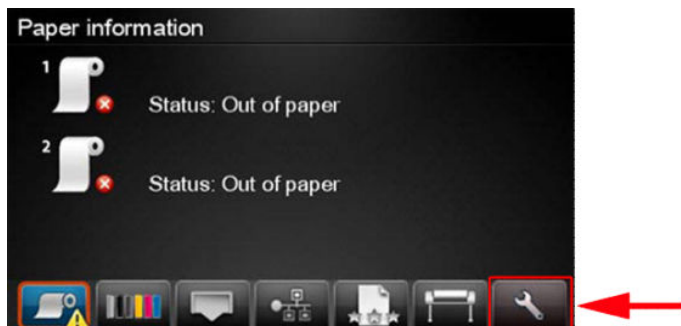 Paper information
1
Status: Out of paper
2
Status: Out of paper